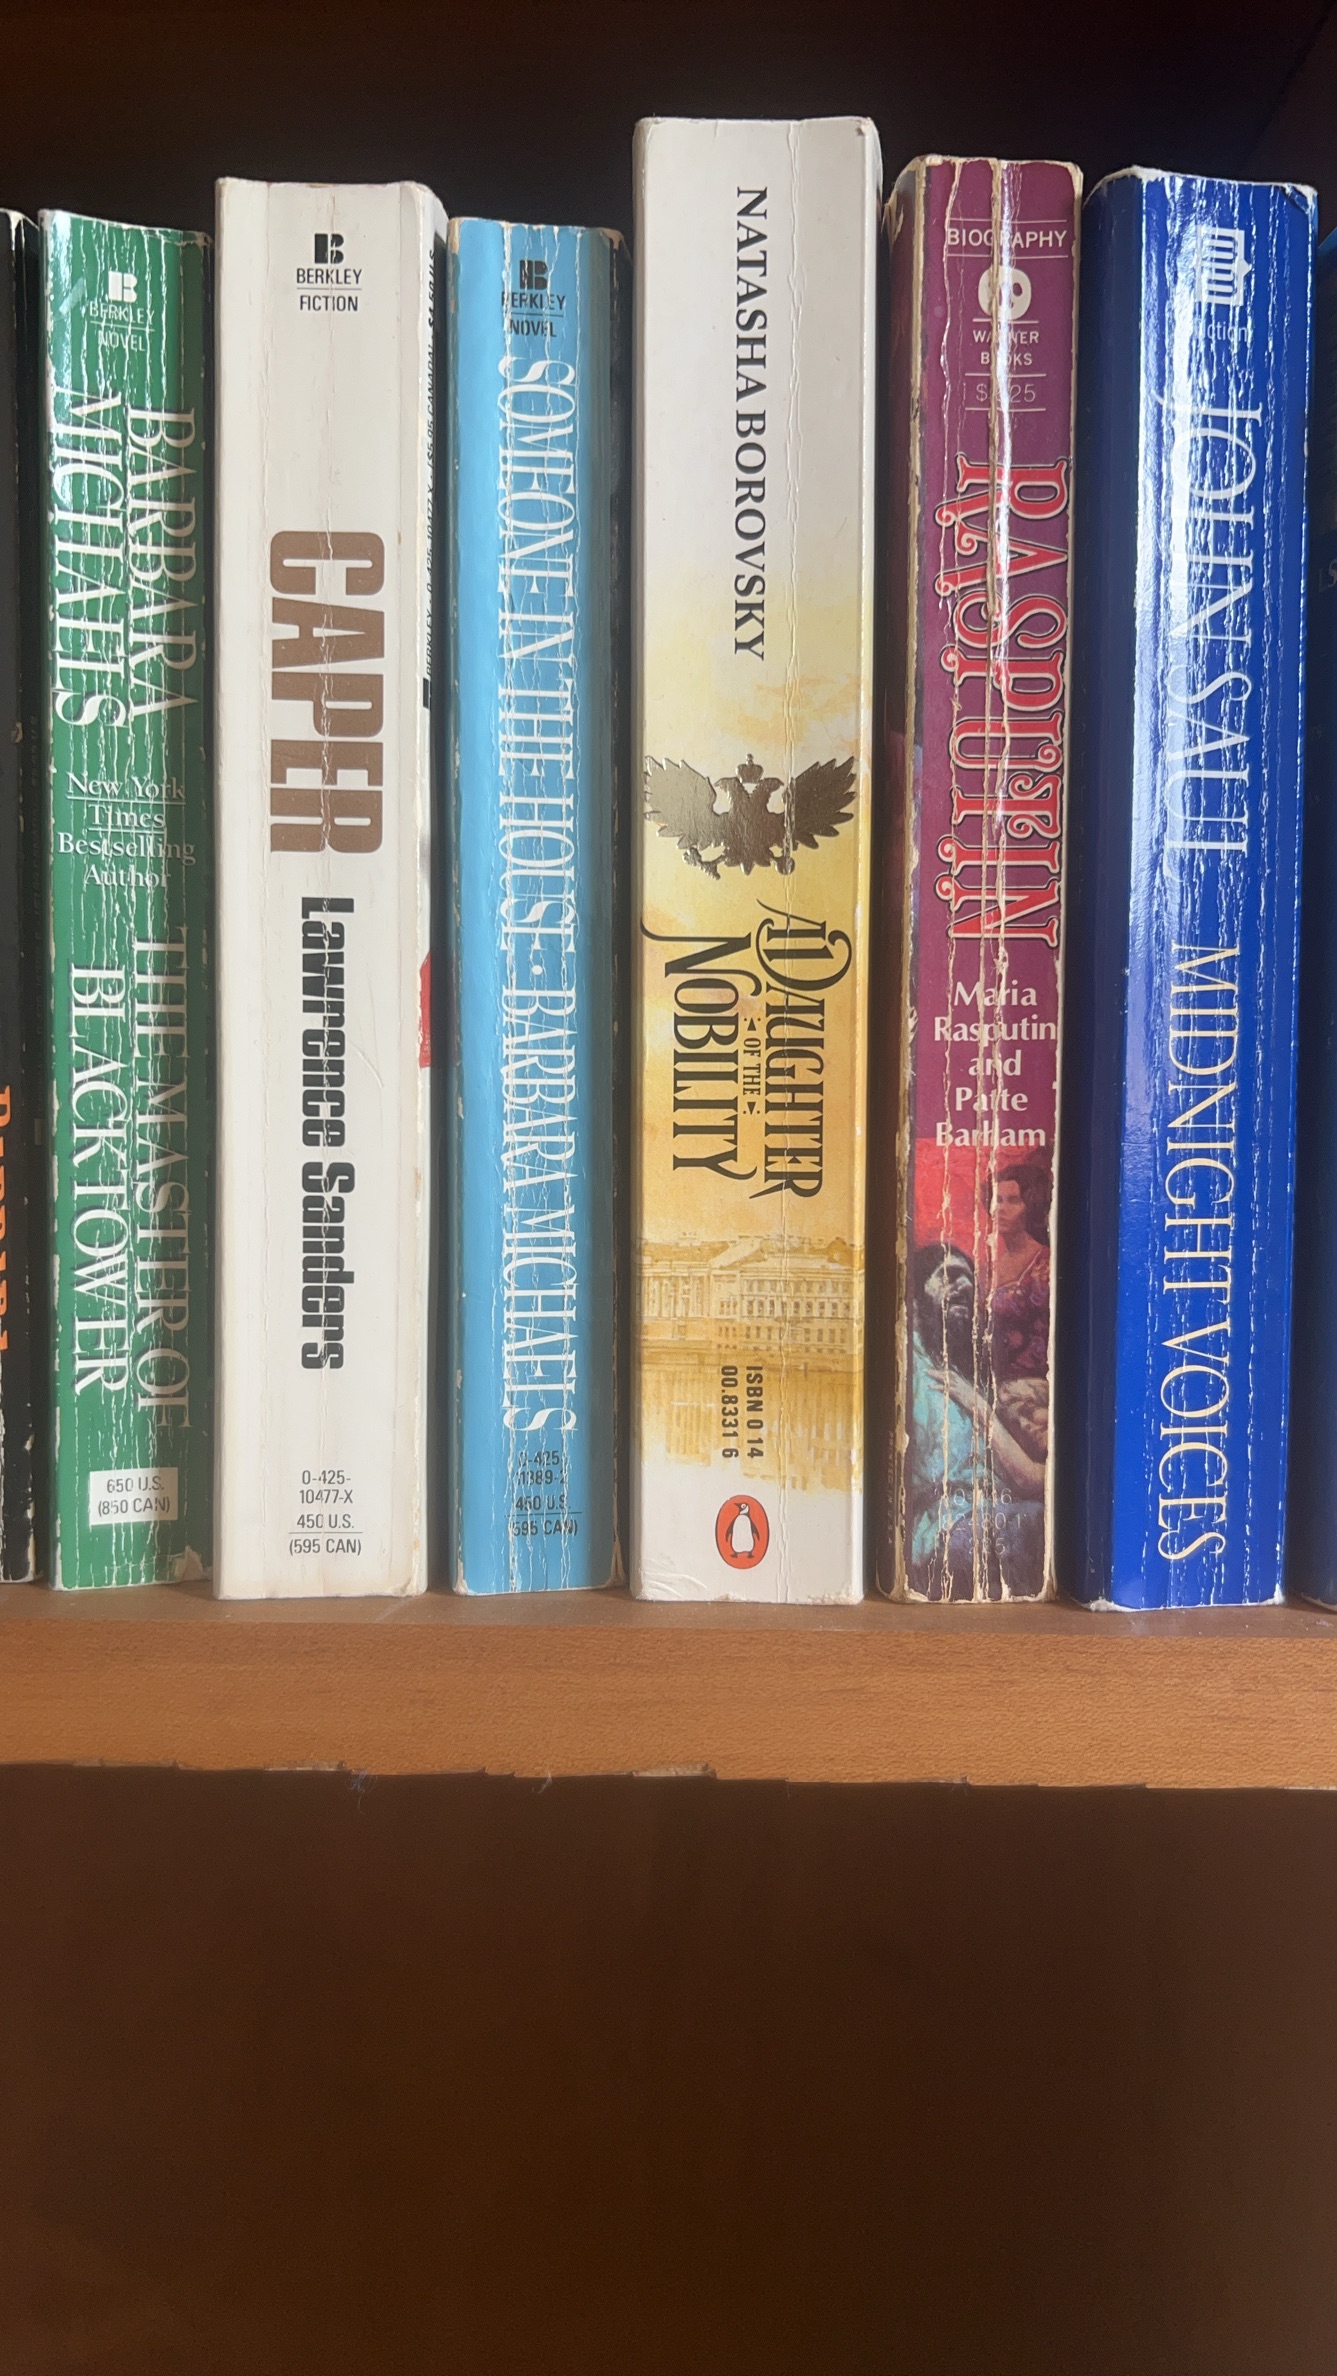 BERKLEY
NOVEL
BARBARA
MICHAELS
New York
Times
Bestselling
Author
THE MASTER OF
BLACKTOWER
650 U.S.
(850 CAN)
BERKLEY
FICTION
CAPER
Lawrence Sanders
0-425-
10477-X
450 U.S.
(595 CAN)
BERKLEY
NOVEL
SOMEONE IN THE HOUSE • BARBARA MICHAELS
0-425
450 U.S.
(595 CAN)
NATASHA BOROVSKY
A DAUGHTER
OF THE
NOBILITY
ISBN 0 14
00.8331 6
BIOGRAPHY
WARNER
BOOKS
RASPUTIN
Maria
Rasputin
and
Patte
Barham
fiction
JOHN SAUL MIDNIGHT VOICES